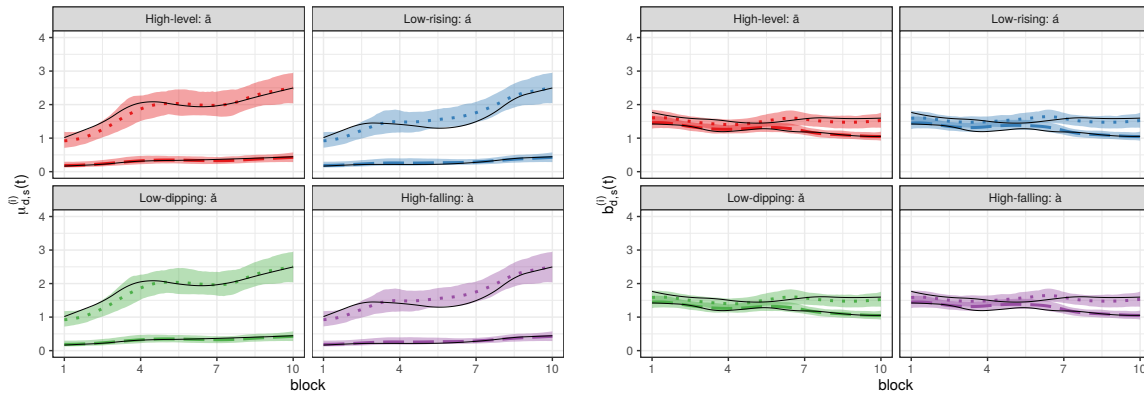 High-level: ā
Low-rising: á
High-level: ā
Low-rising: á
4
3
2
1
0
4
3
2
1
0
Low-dipping: ă
High-falling: à
Low-dipping: ă
High-falling: à
4
3
2
1
0
4
3
2
1
0
μ_{d,s}^{(i)}(t)
b_{d,s}^{(i)}(t)
1 4 7 10 1 4 7 10
1 4 7 10 1 4 7 10
block
block